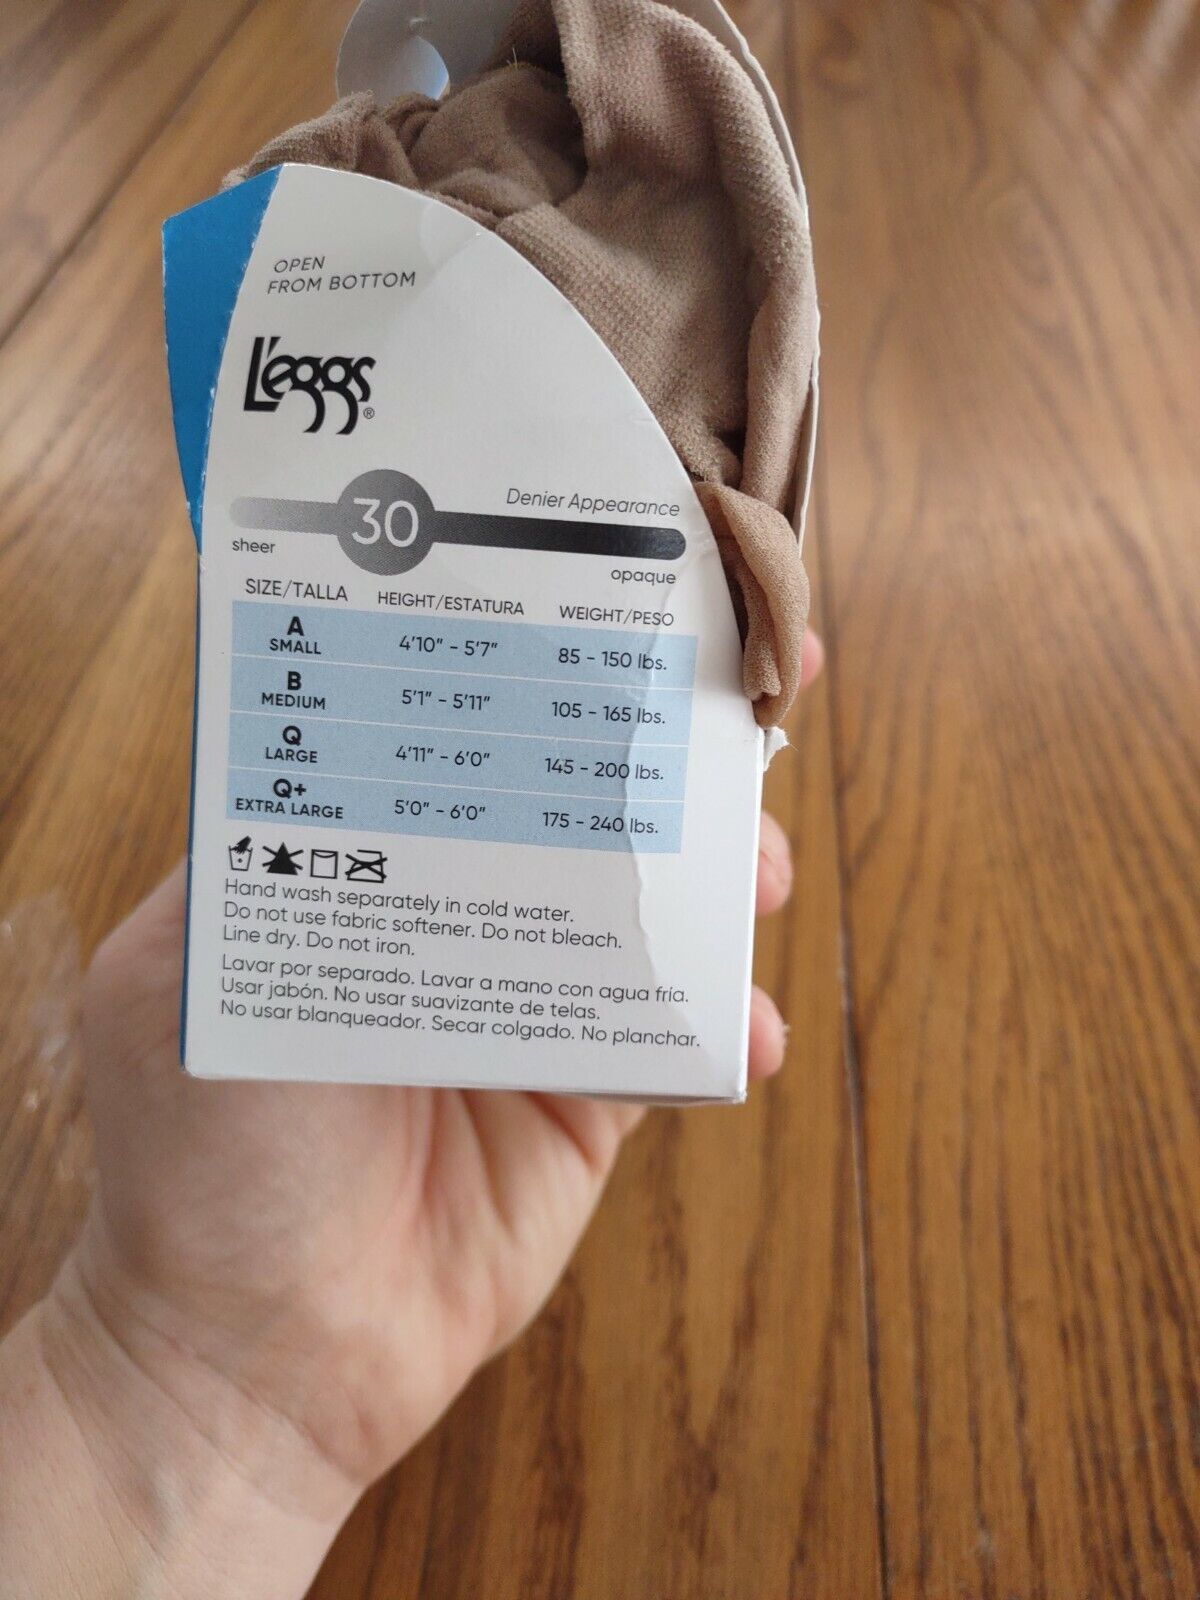 OPEN
FROM BOTTOM
L'eggs®
30
Denier Appearance
sheer
opaque
SIZE/TALLA HEIGHT/ESTATURA WEIGHT/PESO
A
SMALL 4'10" - 5'7" 85 - 150 lbs.
B
MEDIUM 5'1" - 5'11" 105 - 165 lbs.
Q
LARGE 4'11" - 6'0" 145 - 200 lbs.
Q+
EXTRA LARGE 5'0" - 6'0" 175 - 240 lbs.
Hand wash separately in cold water.
Do not use fabric softener. Do not bleach.
Line dry. Do not iron.
Lavar por separado. Lavar a mano con agua fría.
Usar jabón. No usar suavizante de telas.
No usar blanqueador. Secar colgado. No planchar.